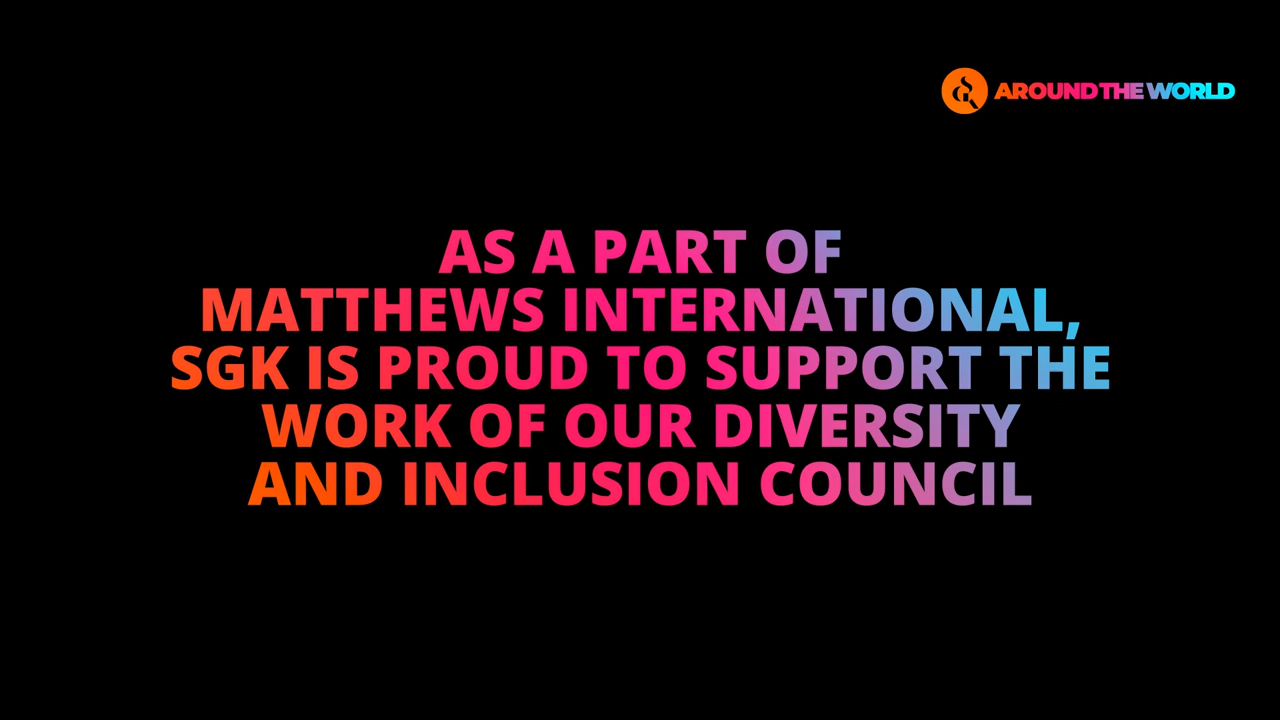 AROUND THE WORLD
AS A PART OF
MATTHEWS INTERNATIONAL,
SGK IS PROUD TO SUPPORT THE
WORK OF OUR DIVERSITY
AND INCLUSION COUNCIL